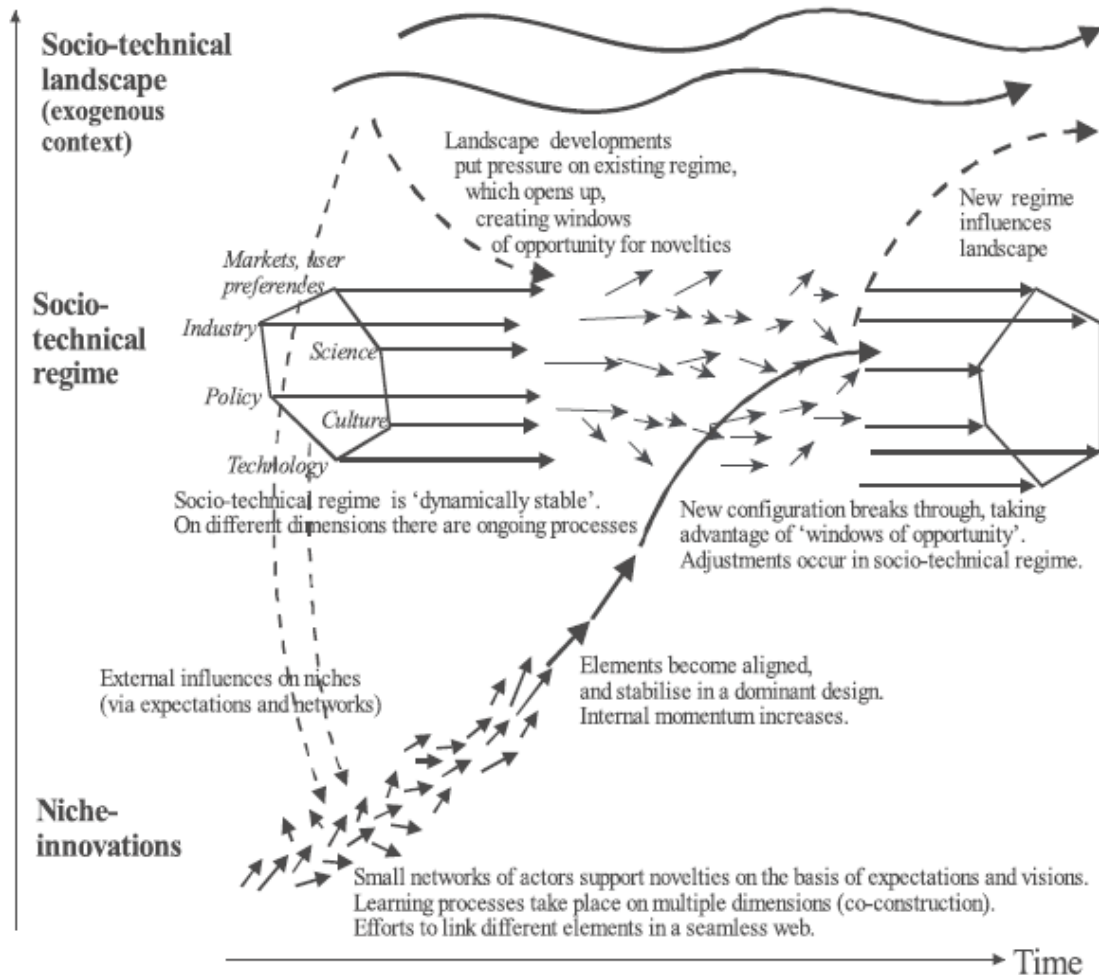 Socio-technical
landscape
(exogenous
context)
Landscape developments
put pressure on existing regime,
which opens up,
creating windows
of opportunity for novelties
New regime
influences
landscape
Socio-
technical
regime
Markets, user
preferences
Industry
Science
Policy
Culture
Technology
Socio-technical regime is ‘dynamically stable’.
On different dimensions there are ongoing processes
New configuration breaks through, taking
advantage of ‘windows of opportunity’.
Adjustments occur in socio-technical regime.
External influences on niches
(via expectations and networks)
Elements become aligned,
and stabilise in a dominant design.
Internal momentum increases.
Niche-
innovations
Small networks of actors support novelties on the basis of expectations and visions.
Learning processes take place on multiple dimensions (co-construction).
Efforts to link different elements in a seamless web.
Time